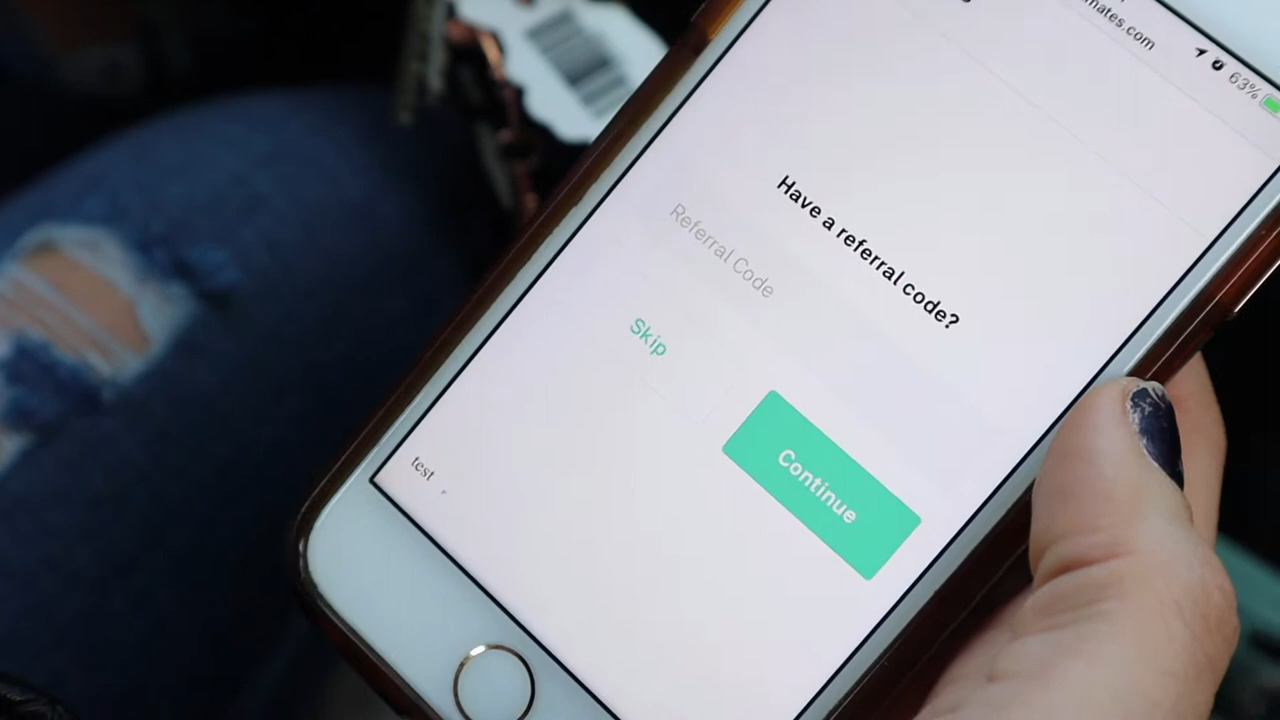 mates.com
63%
Have a referral code?
Referral Code
Skip
Continue
test